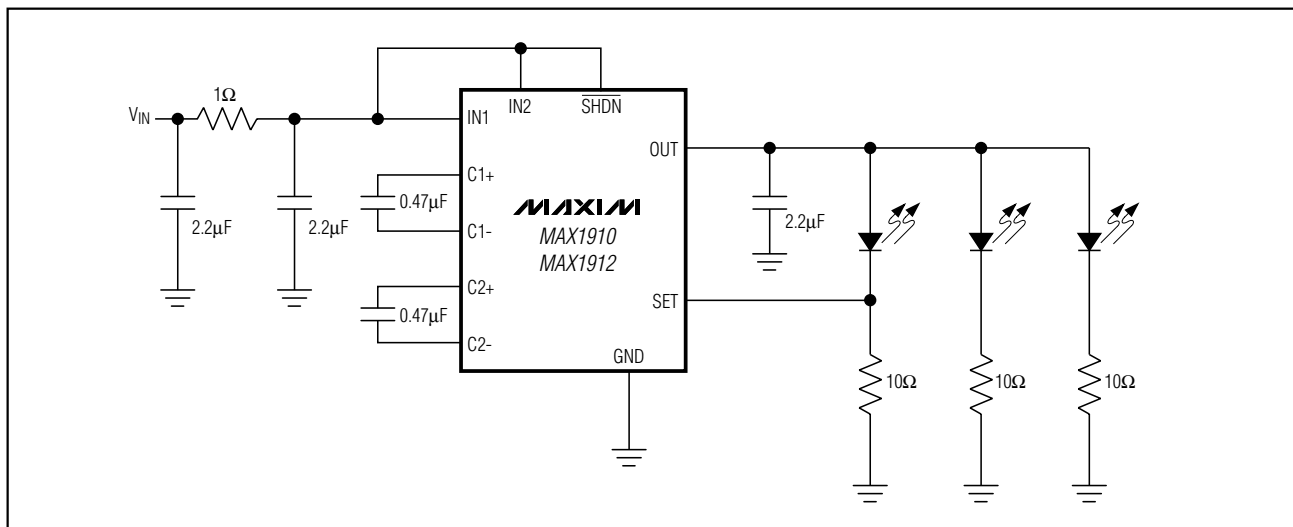 1Ω
VIN
2.2µF
2.2µF
IN1
IN2
SHDN
C1+
0.47µF
C1-
C2+
0.47µF
C2-
MAXIM
MAX1910
MAX1912
OUT
SET
GND
2.2µF
10Ω
10Ω
10Ω